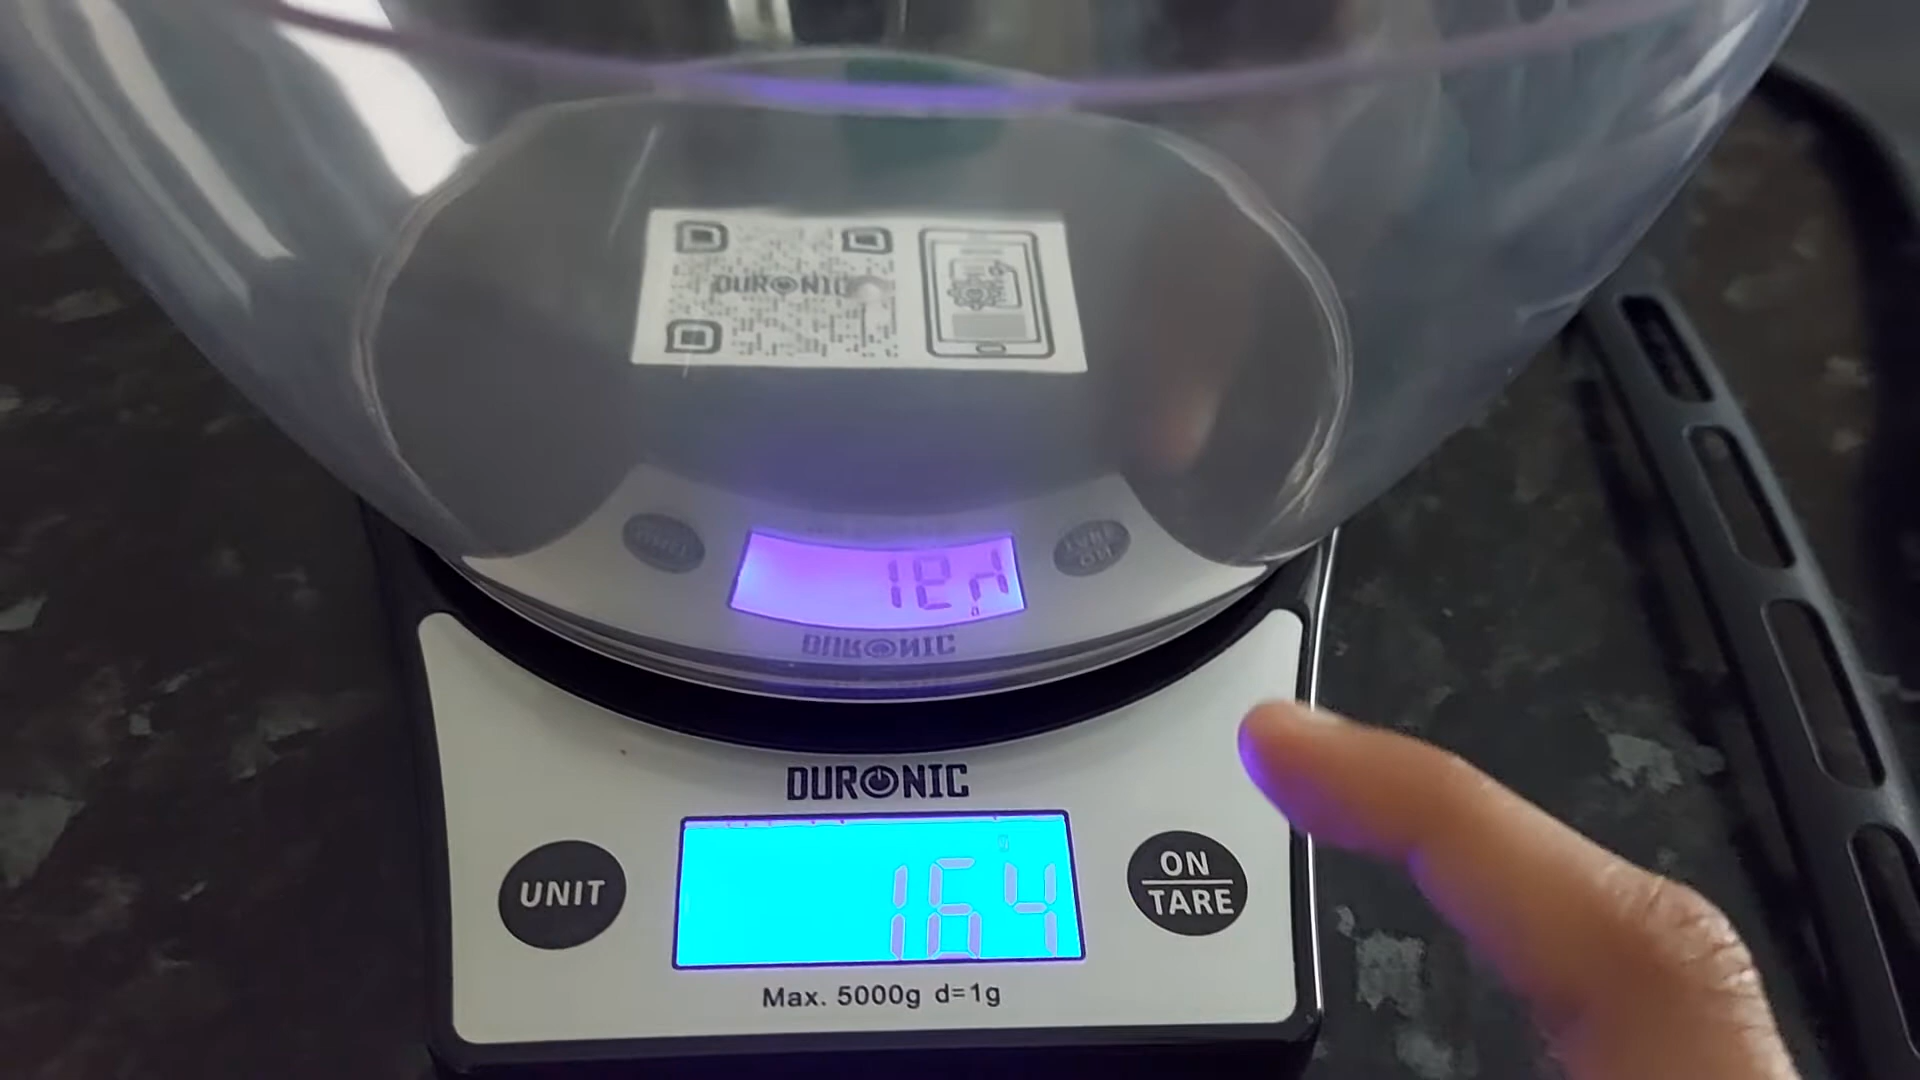 DURONIC
DURONIC
DURONIC
UNIT
164
g
ON
TARE
Max. 5000g d=1g